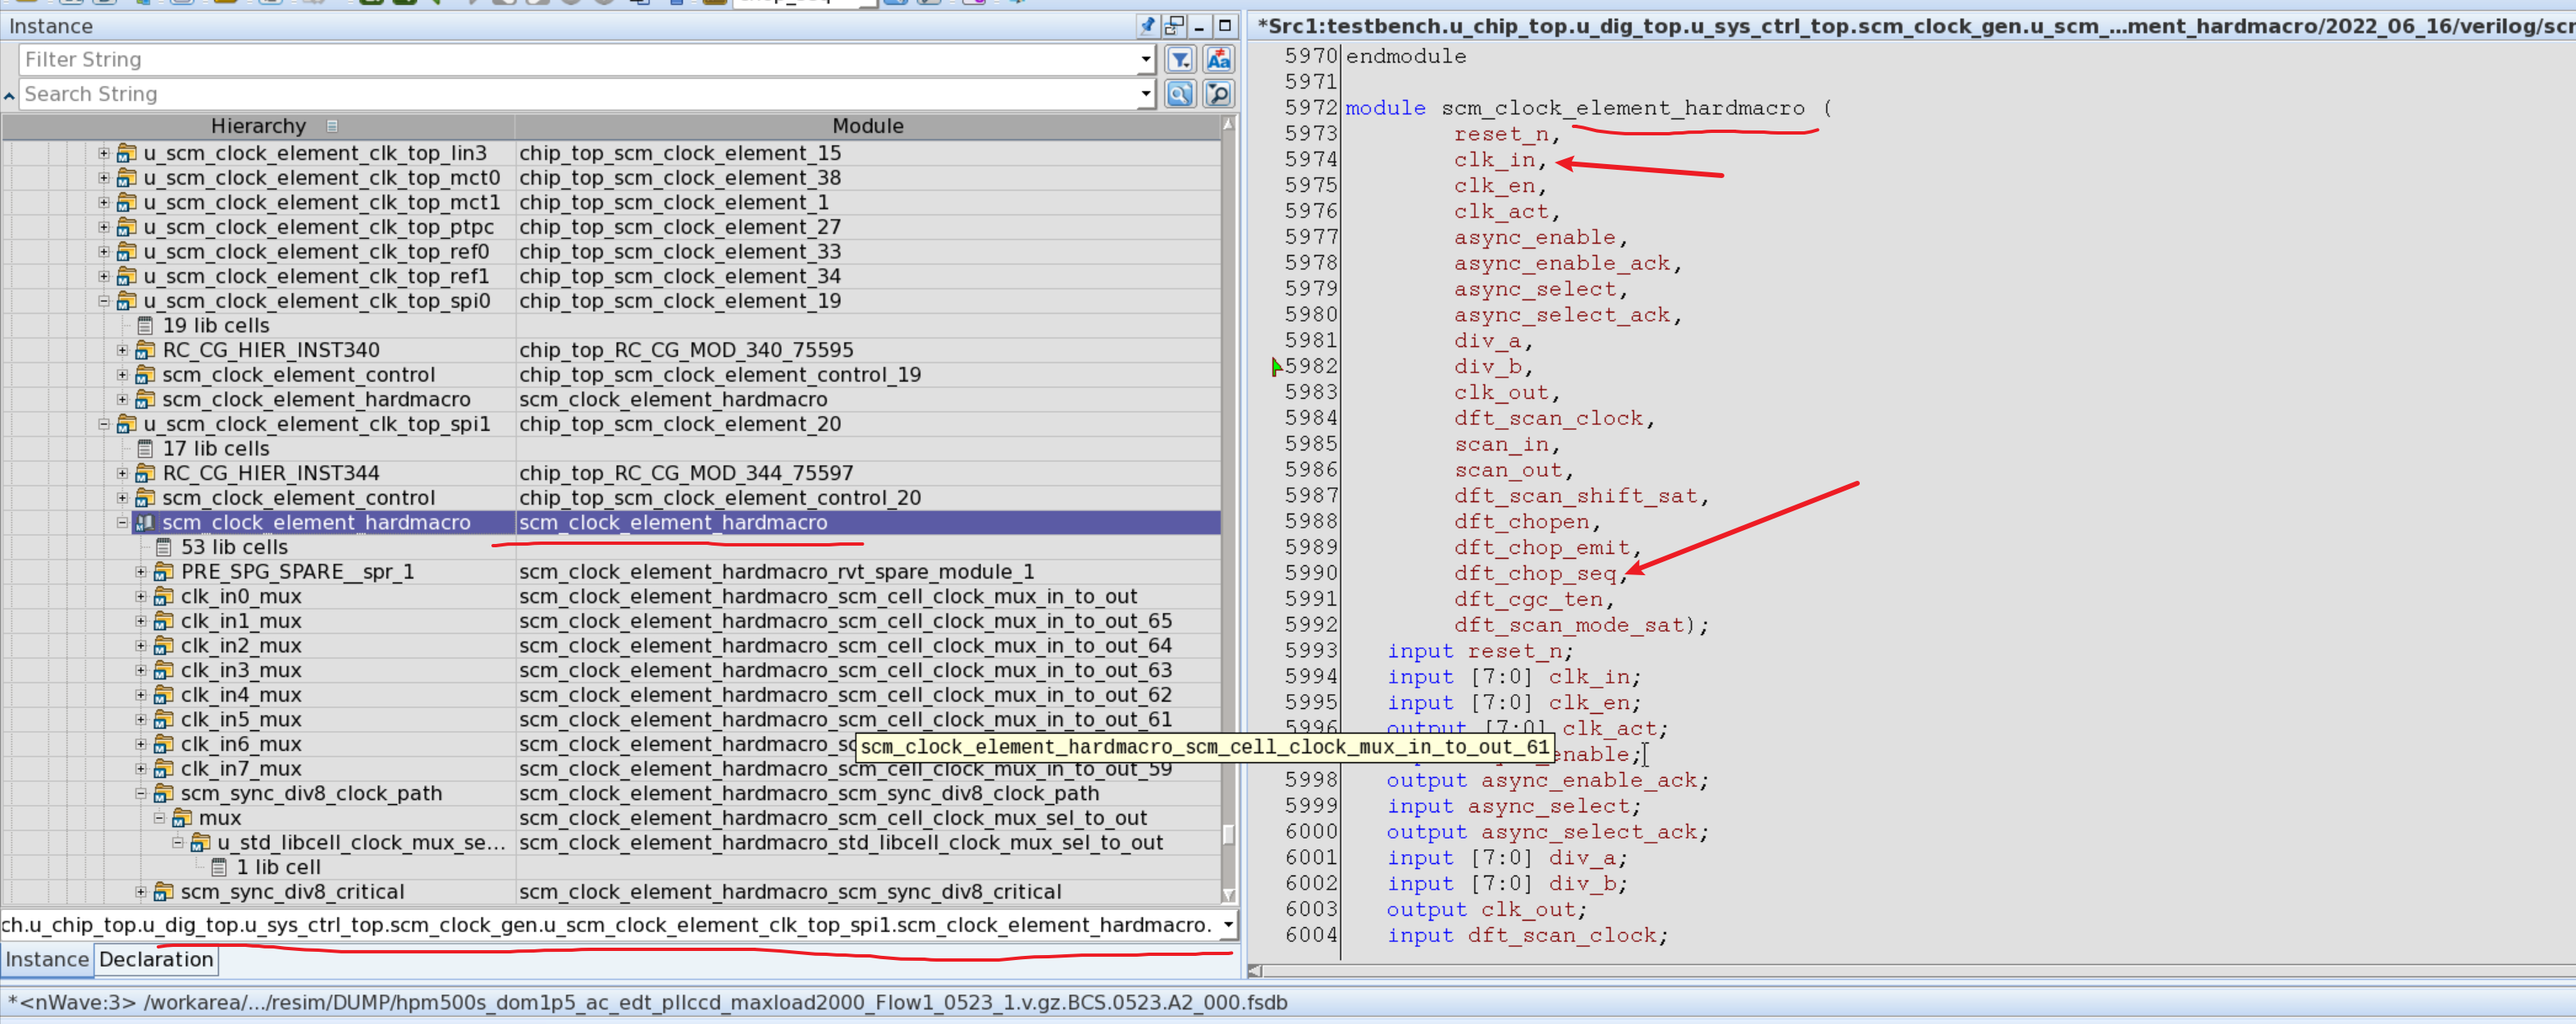 chop_seq
Instance
*Src1:testbench.u_chip_top.u_dig_top.u_sys_ctrl_top.scm_clock_gen.u_scm_...ment_hardmacro/2022_06_16/verilog/scm
Filter String
Search String
Hierarchy Module
u_scm_clock_element_clk_top_lin3 chip_top_scm_clock_element_15
u_scm_clock_element_clk_top_mct0 chip_top_scm_clock_element_38
u_scm_clock_element_clk_top_mct1 chip_top_scm_clock_element_1
u_scm_clock_element_clk_top_ptpc chip_top_scm_clock_element_27
u_scm_clock_element_clk_top_ref0 chip_top_scm_clock_element_33
u_scm_clock_element_clk_top_ref1 chip_top_scm_clock_element_34
u_scm_clock_element_clk_top_spi0 chip_top_scm_clock_element_19
19 lib cells
RC_CG_HIER_INST340 chip_top_RC_CG_MOD_340_75595
scm_clock_element_control chip_top_scm_clock_element_control_19
scm_clock_element_hardmacro scm_clock_element_hardmacro
u_scm_clock_element_clk_top_spi1 chip_top_scm_clock_element_20
17 lib cells
RC_CG_HIER_INST344 chip_top_RC_CG_MOD_344_75597
scm_clock_element_control chip_top_scm_clock_element_control_20
scm_clock_element_hardmacro scm_clock_element_hardmacro
53 lib cells
PRE_SPG_SPARE__spr_1 scm_clock_element_hardmacro_rvt_spare_module_1
clk_in0_mux scm_clock_element_hardmacro_scm_cell_clock_mux_in_to_out
clk_in1_mux scm_clock_element_hardmacro_scm_cell_clock_mux_in_to_out_65
clk_in2_mux scm_clock_element_hardmacro_scm_cell_clock_mux_in_to_out_64
clk_in3_mux scm_clock_element_hardmacro_scm_cell_clock_mux_in_to_out_63
clk_in4_mux scm_clock_element_hardmacro_scm_cell_clock_mux_in_to_out_62
clk_in5_mux scm_clock_element_hardmacro_scm_cell_clock_mux_in_to_out_61
clk_in6_mux scm_clock_element_hardmacro_sc
scm_clock_element_hardmacro_scm_cell_clock_mux_in_to_out_61
clk_in7_mux scm_clock_element_hardmacro_scm_cell_clock_mux_in_to_out_59
scm_sync_div8_clock_path scm_clock_element_hardmacro_scm_sync_div8_clock_path
mux scm_clock_element_hardmacro_scm_cell_clock_mux_sel_to_out
u_std_libcell_clock_mux_se... scm_clock_element_hardmacro_std_libcell_clock_mux_sel_to_out
1 lib cell
scm_sync_div8_critical scm_clock_element_hardmacro_scm_sync_div8_critical
ch.u_chip_top.u_dig_top.u_sys_ctrl_top.scm_clock_gen.u_scm_clock_element_clk_top_spi1.scm_clock_element_hardmacro.
Instance Declaration
5970 endmodule
5971
5972 module scm_clock_element_hardmacro (
5973 reset_n,
5974 clk_in,
5975 clk_en,
5976 clk_act,
5977 async_enable,
5978 async_enable_ack,
5979 async_select,
5980 async_select_ack,
5981 div_a,
5982 div_b,
5983 clk_out,
5984 dft_scan_clock,
5985 scan_in,
5986 scan_out,
5987 dft_scan_shift_sat,
5988 dft_chopen,
5989 dft_chop_emit,
5990 dft_chop_seq,
5991 dft_cgc_ten,
5992 dft_scan_mode_sat);
5993 input reset_n;
5994 input [7:0] clk_in;
5995 input [7:0] clk_en;
5996 output [7:0] clk_act;
enable;
5998 output async_enable_ack;
5999 input async_select;
6000 output async_select_ack;
6001 input [7:0] div_a;
6002 input [7:0] div_b;
6003 output clk_out;
6004 input dft_scan_clock;
*<nWave:3> /workarea/.../resim/DUMP/hpm500s_dom1p5_ac_edt_pllccd_maxload2000_Flow1_0523_1.v.gz.BCS.0523.A2_000.fsdb